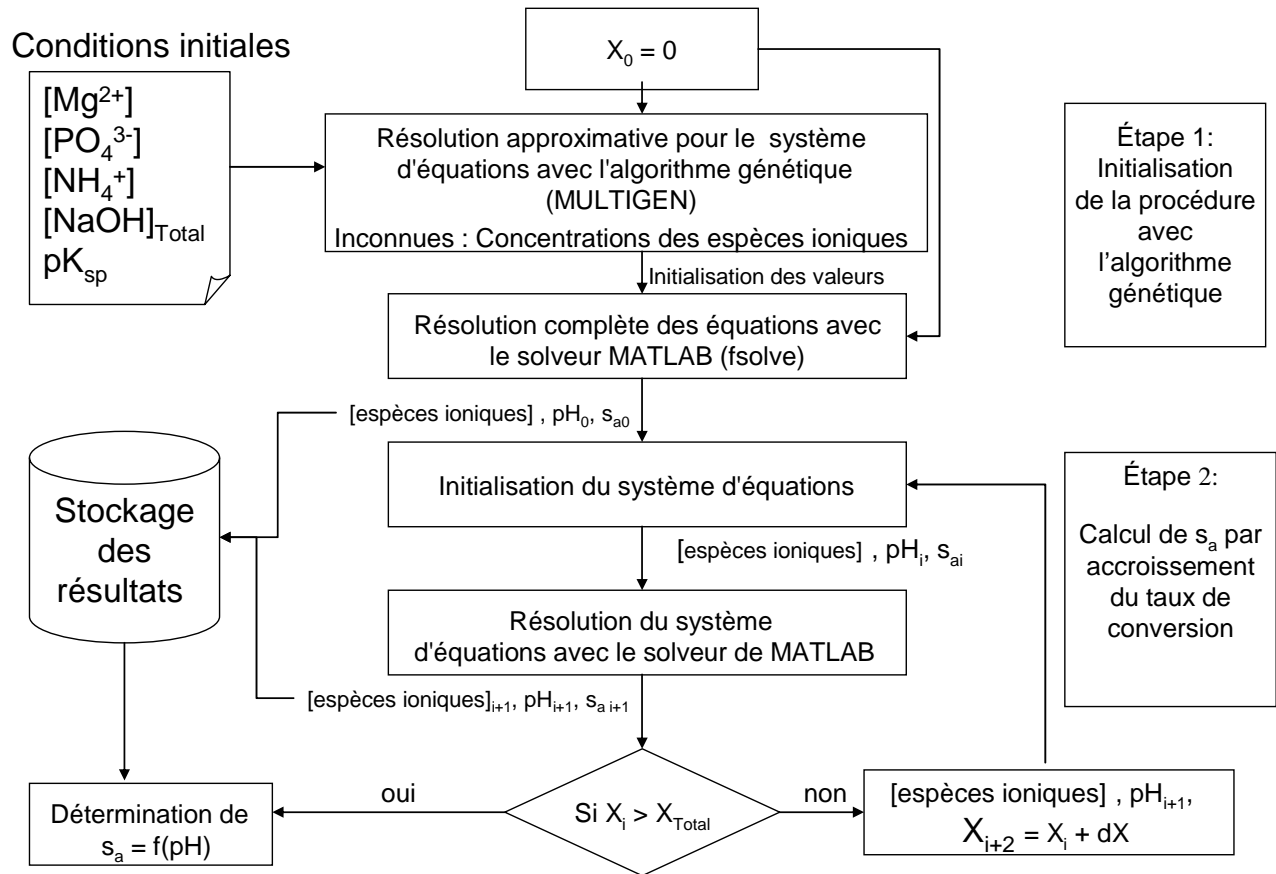 Conditions initiales
[Mg²⁺]
[PO₄³⁻]
[NH₄⁺]
[NaOH]Total
pKsp
X₀ = 0
Résolution approximative pour le système
d'équations avec l'algorithme génétique
(MULTIGEN)
Inconnues : Concentrations des espèces ioniques
Initialisation des valeurs
Résolution complète des équations avec
le solveur MATLAB (fsolve)
Étape 1:
Initialisation
de la procédure
avec
l'algorithme
génétique
[espèces ioniques] , pH₀, sa0
Initialisation du système d'équations
[espèces ioniques] , pHi, sai
Stockage
des
résultats
Résolution du système
d'équations avec le solveur de MATLAB
[espèces ioniques]i+1, pHi+1, sa i+1
Étape 2:
Calcul de sa par
accroissement
du taux de
conversion
Si Xi > XTotal
oui
non
Détermination de
sa = f(pH)
[espèces ioniques] , pHi+1,
Xi+2 = Xi + dX